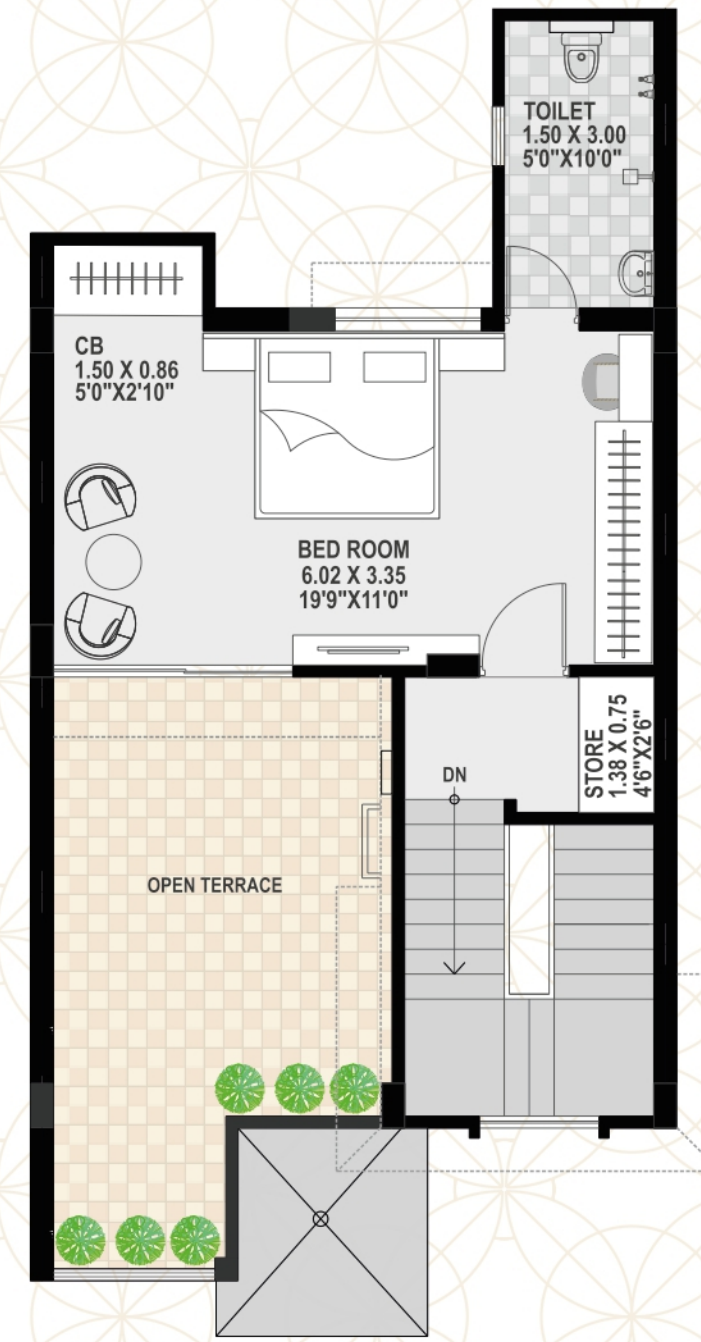 TOILET
1.50 X 3.00
5'0"X10'0"
CB
1.50 X 0.86
5'0"X2'10"
BED ROOM
6.02 X 3.35
19'9"X11'0"
STORE
1.38 X 0.75
4'6"X2'6"
DN
OPEN TERRACE